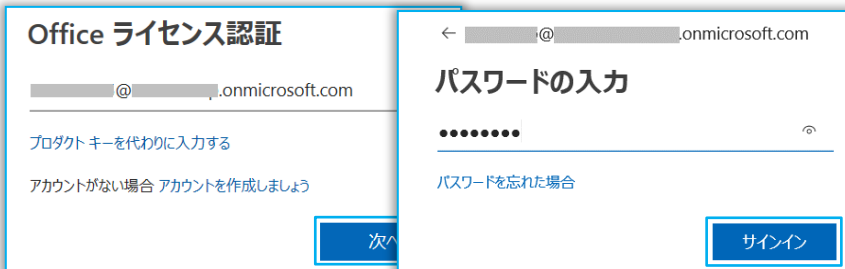 Office ライセンス認証
@ .onmicrosoft.com
プロダクト キーを代わりに入力する
アカウントがない場合 アカウントを作成しましょう
次へ
← @ .onmicrosoft.com
パスワードの入力
●●●●●●●●
パスワードを忘れた場合
サインイン